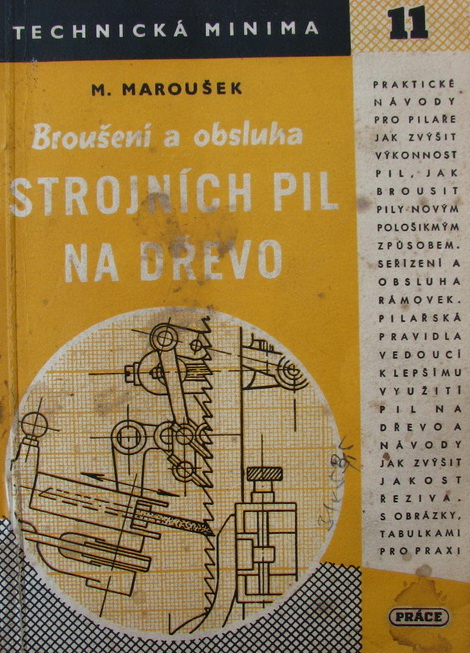 TECHNICKÁ MINIMA
11
M. MAROUŠEK
Broušení a obsluha
STROJNÍCH PIL
NA DŘEVO
PRAKTICKÉ
NÁVODY
PRO PILAŘE
JAK ZVÝŠIT
VÝKONNOST
PIL, JAK
BROUSIT
PILY NOVÝM
POLOŠIKMÝM
ZPŮSOBEM.
SEŘÍZENÍ A
OBSLUHA
RÁMOVEK.
PILAŘSKÁ
PRAVIDLA
VEDOUCÍ
K LEPŠÍMU
VYUŽITÍ
PIL NA
DŘEVO A
NÁVODY
JAK ZVÝŠIT
JAKOST
ŘEZIVA.
S OBRÁZKY,
TABULKAMI
PRO PRAXI
PRÁCE